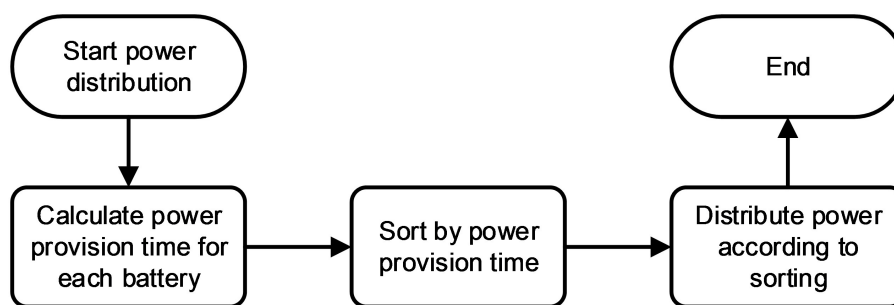 Start power
distribution
End
Calculate power
provision time for
each battery
Sort by power
provision time
Distribute power
according to
sorting